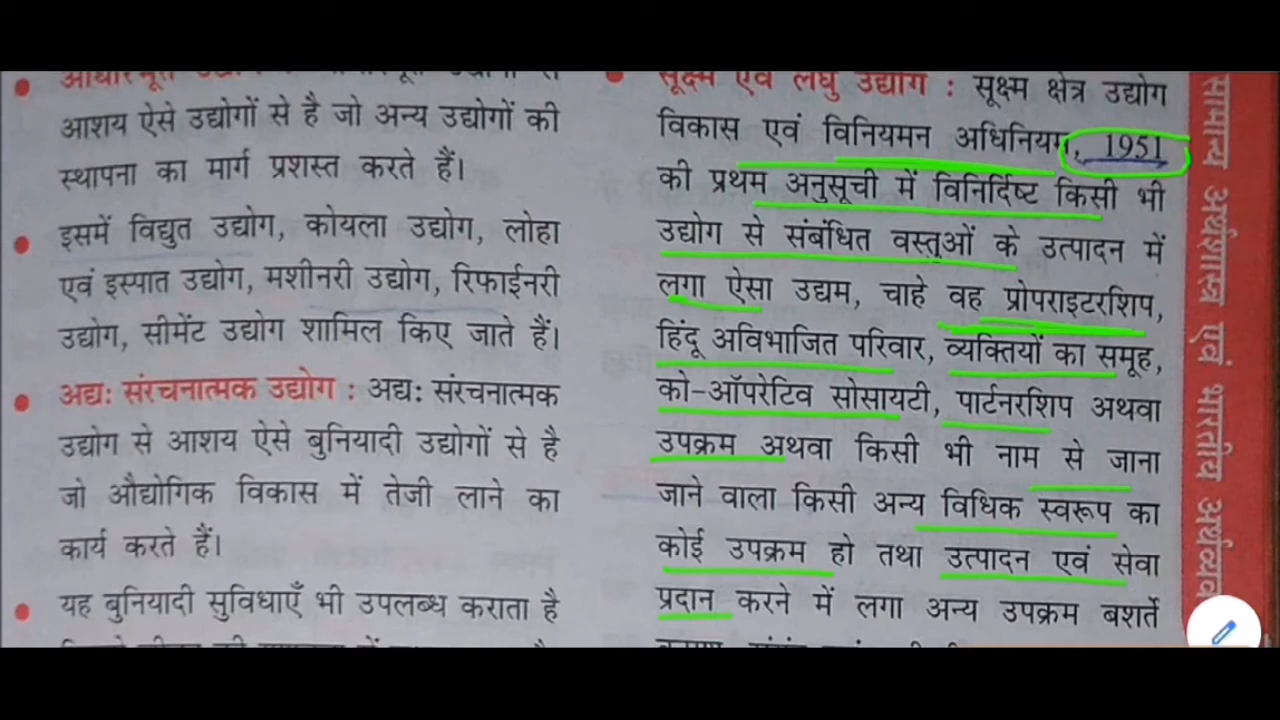 आशय ऐसे उद्योगों से है जो अन्य उद्योगों की
स्थापना का मार्ग प्रशस्त करते हैं।
इसमें विद्युत उद्योग, कोयला उद्योग, लोहा
एवं इस्पात उद्योग, मशीनरी उद्योग, रिफाईनरी
उद्योग, सीमेंट उद्योग शामिल किए जाते हैं।
अद्यः संरचनात्मक उद्योग : अद्यः संरचनात्मक
उद्योग से आशय ऐसे बुनियादी उद्योगों से है
जो औद्योगिक विकास में तेजी लाने का
कार्य करते हैं।
यह बुनियादी सुविधाएँ भी उपलब्ध कराता है
सूक्ष्म एवं लघु उद्योग : सूक्ष्म क्षेत्र उद्योग
विकास एवं विनियमन अधिनियम, 1951
की प्रथम अनुसूची में विनिर्दिष्ट किसी भी
उद्योग से संबंधित वस्तुओं के उत्पादन में
लगा ऐसा उद्यम, चाहे वह प्रोपराइटरशिप,
हिंदू अविभाजित परिवार, व्यक्तियों का समूह,
को-ऑपरेटिव सोसायटी, पार्टनरशिप अथवा
उपक्रम अथवा किसी भी नाम से जाना
जाने वाला किसी अन्य विधिक स्वरूप का
कोई उपक्रम हो तथा उत्पादन एवं सेवा
प्रदान करने में लगा अन्य उपक्रम बशर्ते
सामान्य अर्थशास्त्र एवं भारतीय अर्थव्यव